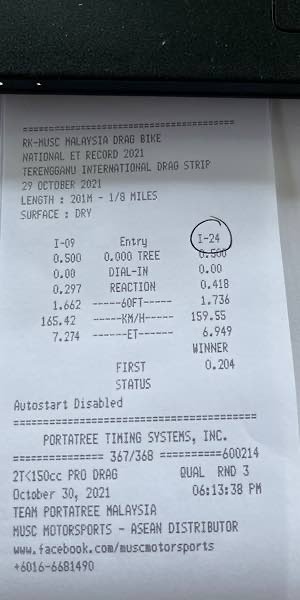 ==============================
RK-MUSC MALAYSIA DRAG BIKE
NATIONAL ET RECORD 2021
TERENGGANU INTERNATIONAL DRAG STRIP
29 OCTOBER 2021
LENGTH : 201M - 1/8 MILES
SURFACE : DRY
I-09 Entry I-24
0.500 0.000 TREE 0.500
0.00 DIAL-IN 0.00
0.297 REACTION 0.418
1.662 -----60FT----- 1.736
165.42 -----KM/H----- 159.55
7.274 ------ET------ 6.949
WINNER
FIRST 0.204
STATUS
Autostart Disabled
==================================
PORTATREE TIMING SYSTEMS, INC.
============== 367/368 ==========600214
2T<150cc PRO DRAG QUAL RND 3
October 30, 2021 06:13:38 PM
TEAM PORTATREE MALAYSIA
MUSC MOTORSPORTS - ASEAN DISTRIBUTOR
www.facebook.com/muscmotorsports
+6016-6681490